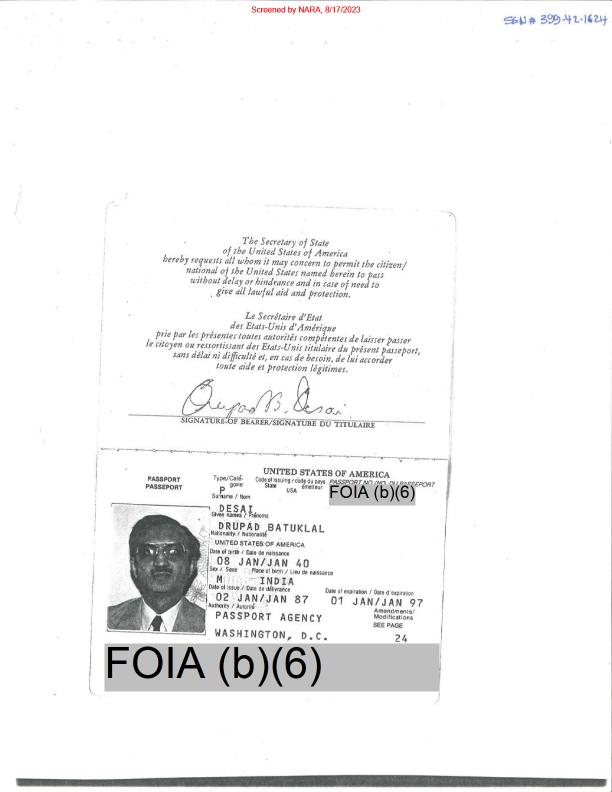 Screened by NARA, 8/17/2023
SSN# 399-42-1624
The Secretary of State
of the United States of America
hereby requests all whom it may concern to permit the citizen/
national of the United States named herein to pass
without delay or hindrance and in case of need to
give all lawful aid and protection.
Le Secrétaire d'Etat
des Etats-Unis d'Amérique
prie par les présentes toutes autorités compétentes de laisser passer
le citoyen ou ressortissant des Etats-Unis titulaire du présent passeport,
sans délai ni difficulté et, en cas de besoin, de lui accorder
toute aide et protection légitimes.
Drupad B. Desai
SIGNATURE OF BEARER/SIGNATURE DU TITULAIRE
UNITED STATES OF AMERICA
PASSPORT
PASSEPORT
Type/Caté-
gorie
P
Code of issuing / code du pays
State USA émetteur
PASSPORT NO./NO. DU PASSEPORT
FOIA (b)(6)
Surname / Nom
DESAI
Given names / Prénoms
DRUPAD BATUKLAL
Nationality / Nationalité
UNITED STATES OF AMERICA
Date of birth / Date de naissance
08 JAN/JAN 40
Sex / Sexe Place of birth / Lieu de naissance
M INDIA
Date of issue / Date de délivrance Date of expiration / Date d'expiration
02 JAN/JAN 87 01 JAN/JAN 97
Authority / Autorité
PASSPORT AGENCY
WASHINGTON, D.C.
Amendments/
Modifications
SEE PAGE
24
FOIA (b)(6)